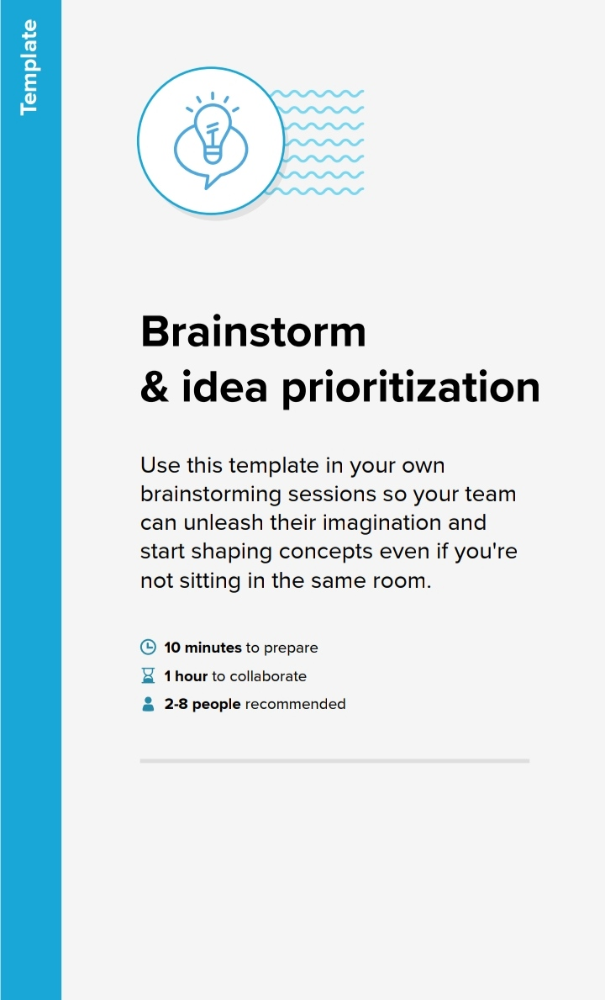 Template
Brainstorm
& idea prioritization
Use this template in your own
brainstorming sessions so your team
can unleash their imagination and
start shaping concepts even if you're
not sitting in the same room.
10 minutes to prepare
1 hour to collaborate
2-8 people recommended